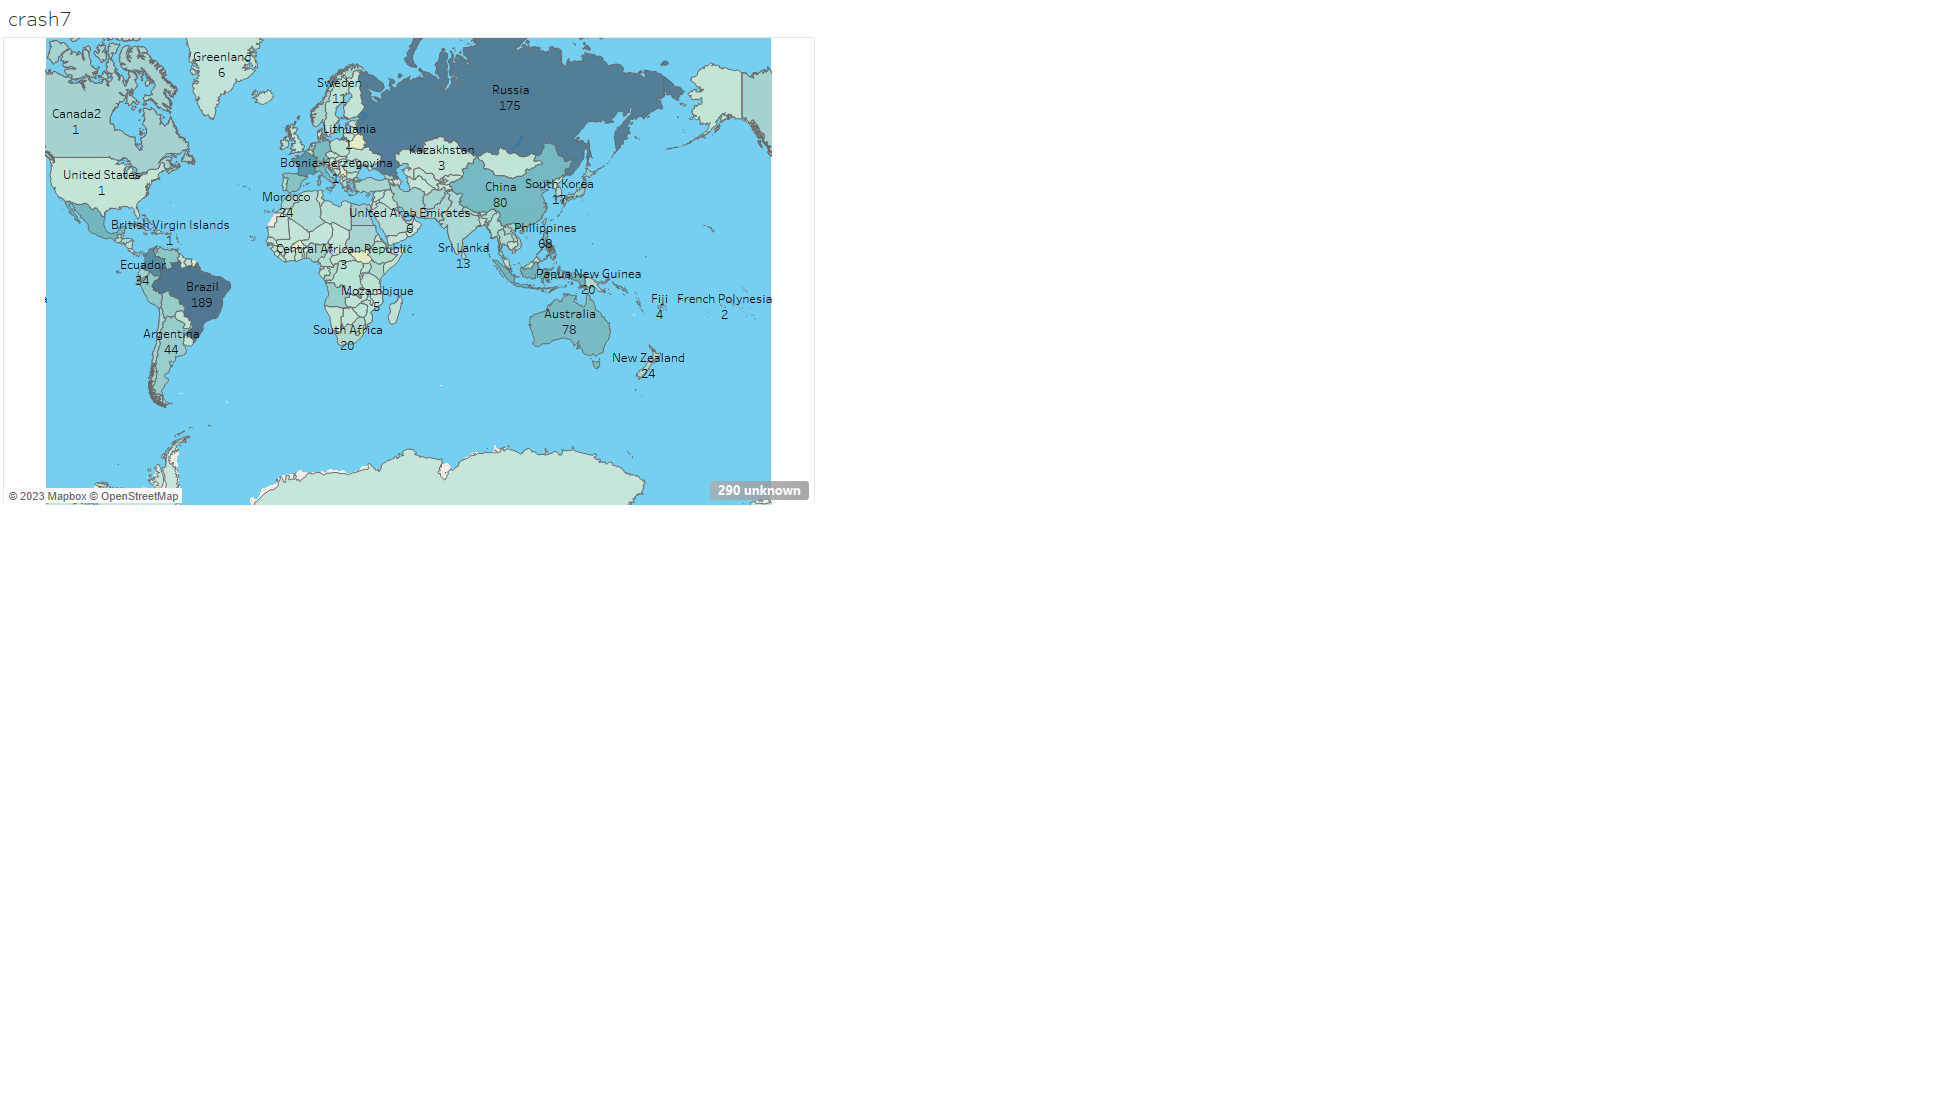 crash7
Greenland
6
Sweden
11
Russia
175
Canada2
1
Lithuania
1
Kazakhstan
3
Bosnia-Herzegovina
1
United States
1
China
80
South Korea
17
Morocco
24
United Arab Emirates
6
British Virgin Islands
1
Philippines
68
Central African Republic
3
Sri Lanka
13
Ecuador
34
Papua New Guinea
20
Brazil
189
Mozambique
5
Fiji
4
French Polynesia
2
Australia
78
South Africa
20
Argentina
44
New Zealand
24
290 unknown
© 2023 Mapbox © OpenStreetMap